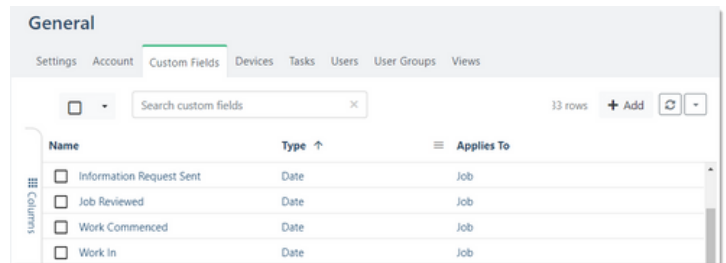 General
Settings Account Custom Fields Devices Tasks Users User Groups Views
Search custom fields × 33 rows + Add
Name Type ↑ Applies To
Information Request Sent Date Job
Job Reviewed Date Job
Work Commenced Date Job
Work In Date Job
Columns